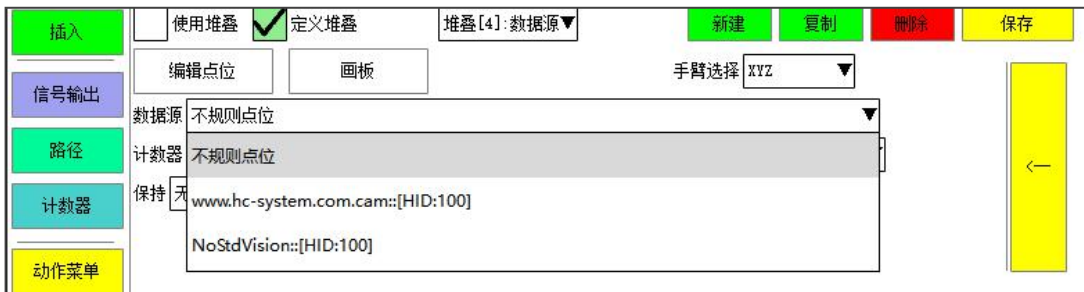 插入 使用堆叠 定义堆叠 堆叠[4]:数据源▼ 新建 复制 删除 保存
编辑点位 画板 手臂选择 XYZ ▼
信号输出
数据源 不规则点位 ▼
路径 计数器 不规则点位
←
计数器 保持 无 www.hc-system.com.cam::[HID:100]
NoStdVision::[HID:100]
动作菜单